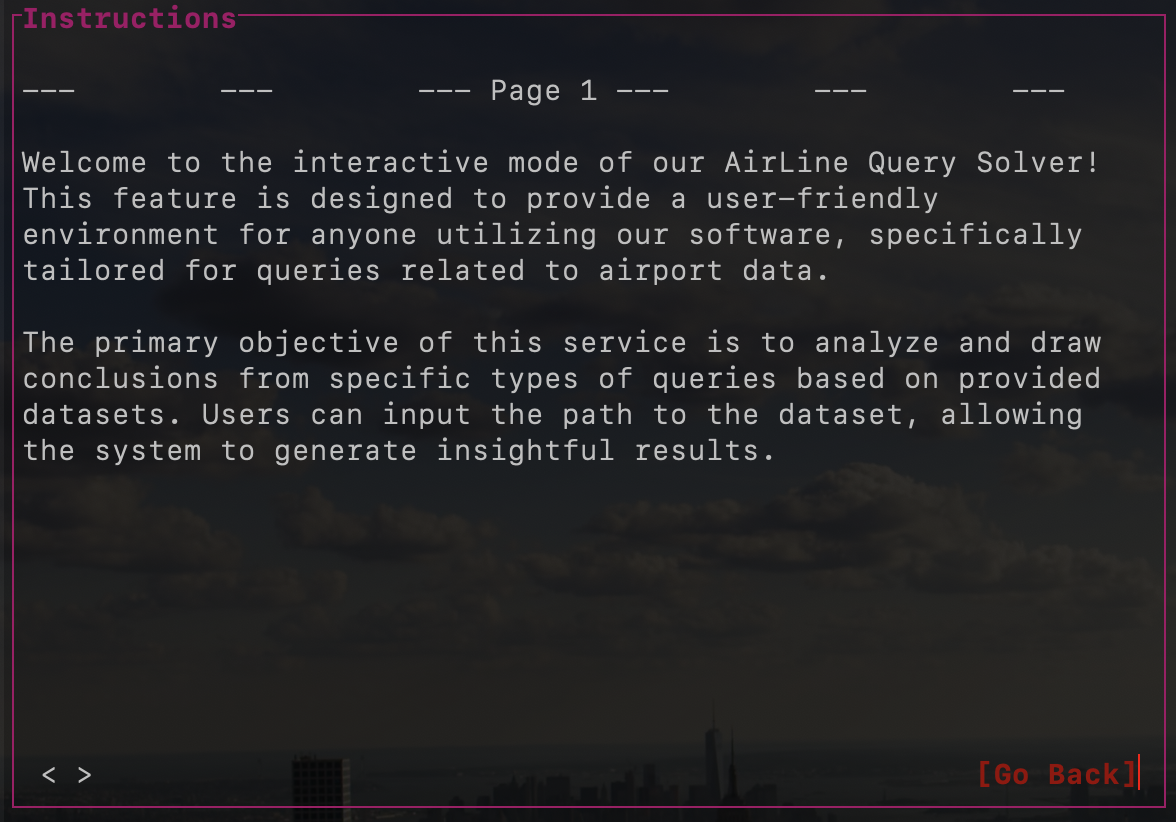 Instructions
--- --- --- Page 1 --- --- ---
Welcome to the interactive mode of our AirLine Query Solver!
This feature is designed to provide a user-friendly
environment for anyone utilizing our software, specifically
tailored for queries related to airport data.
The primary objective of this service is to analyze and draw
conclusions from specific types of queries based on provided
datasets. Users can input the path to the dataset, allowing
the system to generate insightful results.
< > [Go Back]